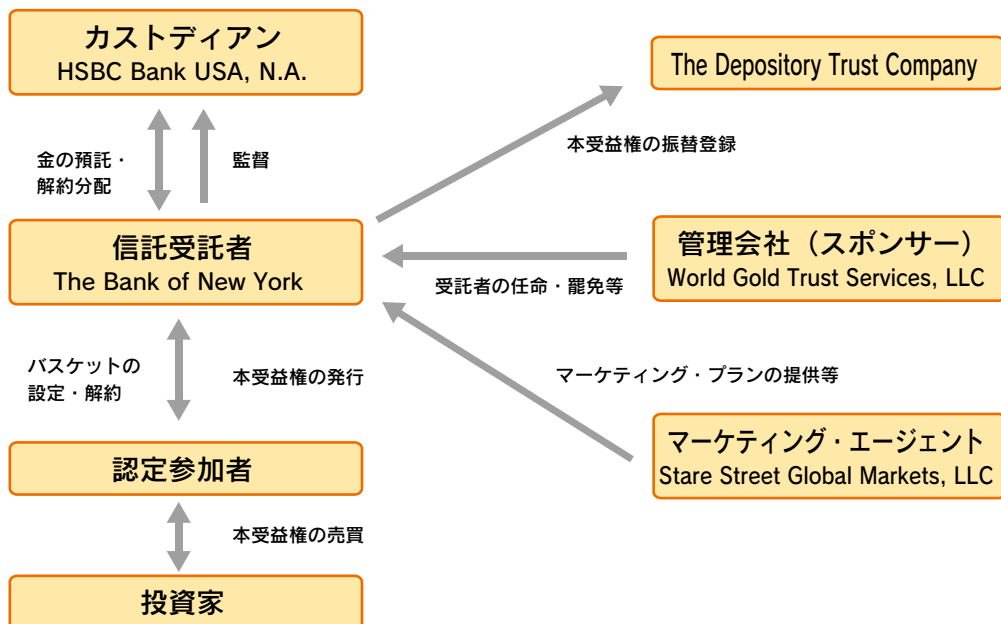 カストディアン
HSBC Bank USA, N.A.
The Depository Trust Company
金の預託・
解約分配
監督
本受益権の振替登録
信託受託者
The Bank of New York
管理会社（スポンサー）
World Gold Trust Services, LLC
受託者の任命・罷免等
バスケットの
設定・解約
本受益権の発行
マーケティング・プランの提供等
マーケティング・エージェント
Stare Street Global Markets, LLC
認定参加者
本受益権の売買
投資家